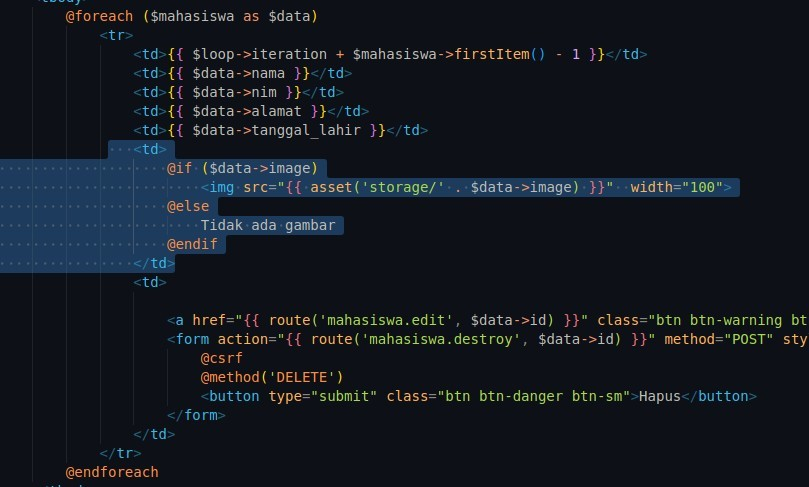 @foreach ($mahasiswa as $data)
<tr>
<td>{{ $loop->iteration + $mahasiswa->firstItem() - 1 }}</td>
<td>{{ $data->nama }}</td>
<td>{{ $data->nim }}</td>
<td>{{ $data->alamat }}</td>
<td>{{ $data->tanggal_lahir }}</td>
<td>
@if ($data->image)
<img src="{{ asset('storage/' . $data->image) }}" width="100">
@else
Tidak ada gambar
@endif
</td>
<td>
<a href="{{ route('mahasiswa.edit', $data->id) }}" class="btn btn-warning bt
<form action="{{ route('mahasiswa.destroy', $data->id) }}" method="POST" sty
@csrf
@method('DELETE')
<button type="submit" class="btn btn-danger btn-sm">Hapus</button>
</form>
</td>
</tr>
@endforeach